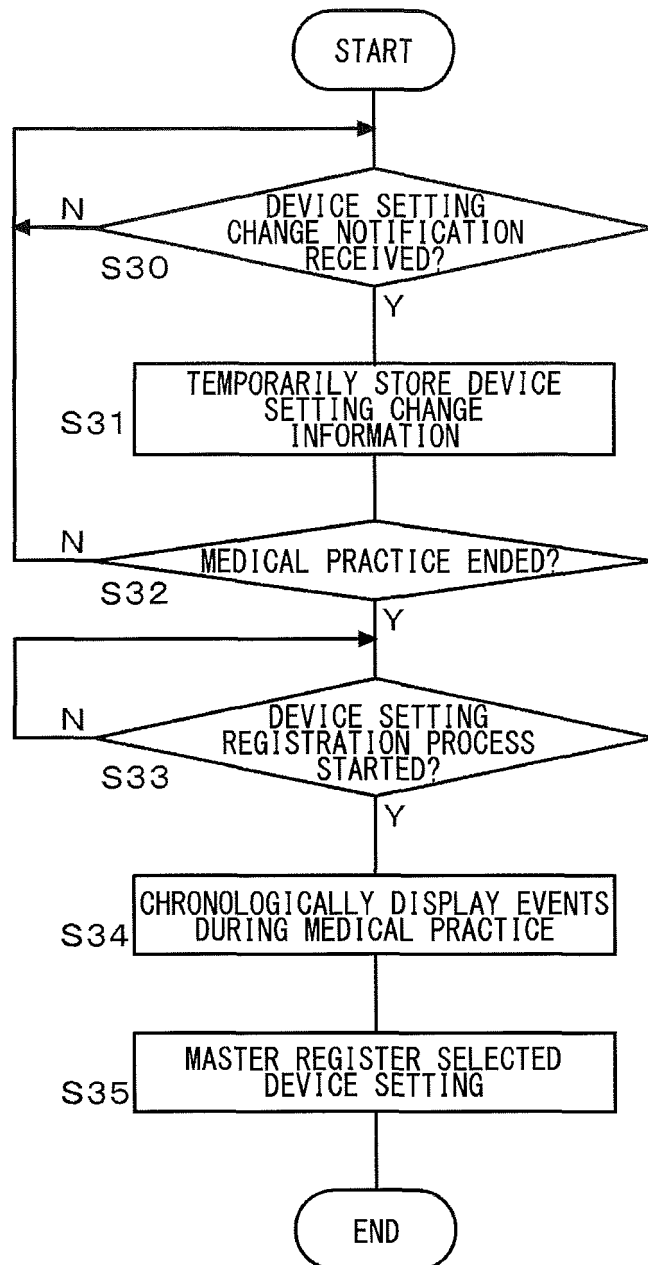 START
N
DEVICE SETTING
CHANGE NOTIFICATION
RECEIVED?
S30
Y
TEMPORARILY STORE DEVICE
SETTING CHANGE
INFORMATION
S31
N
MEDICAL PRACTICE ENDED?
S32
Y
N
DEVICE SETTING
REGISTRATION PROCESS
STARTED?
S33
Y
CHRONOLOGICALLY DISPLAY EVENTS
DURING MEDICAL PRACTICE
S34
MASTER REGISTER SELECTED
DEVICE SETTING
S35
END